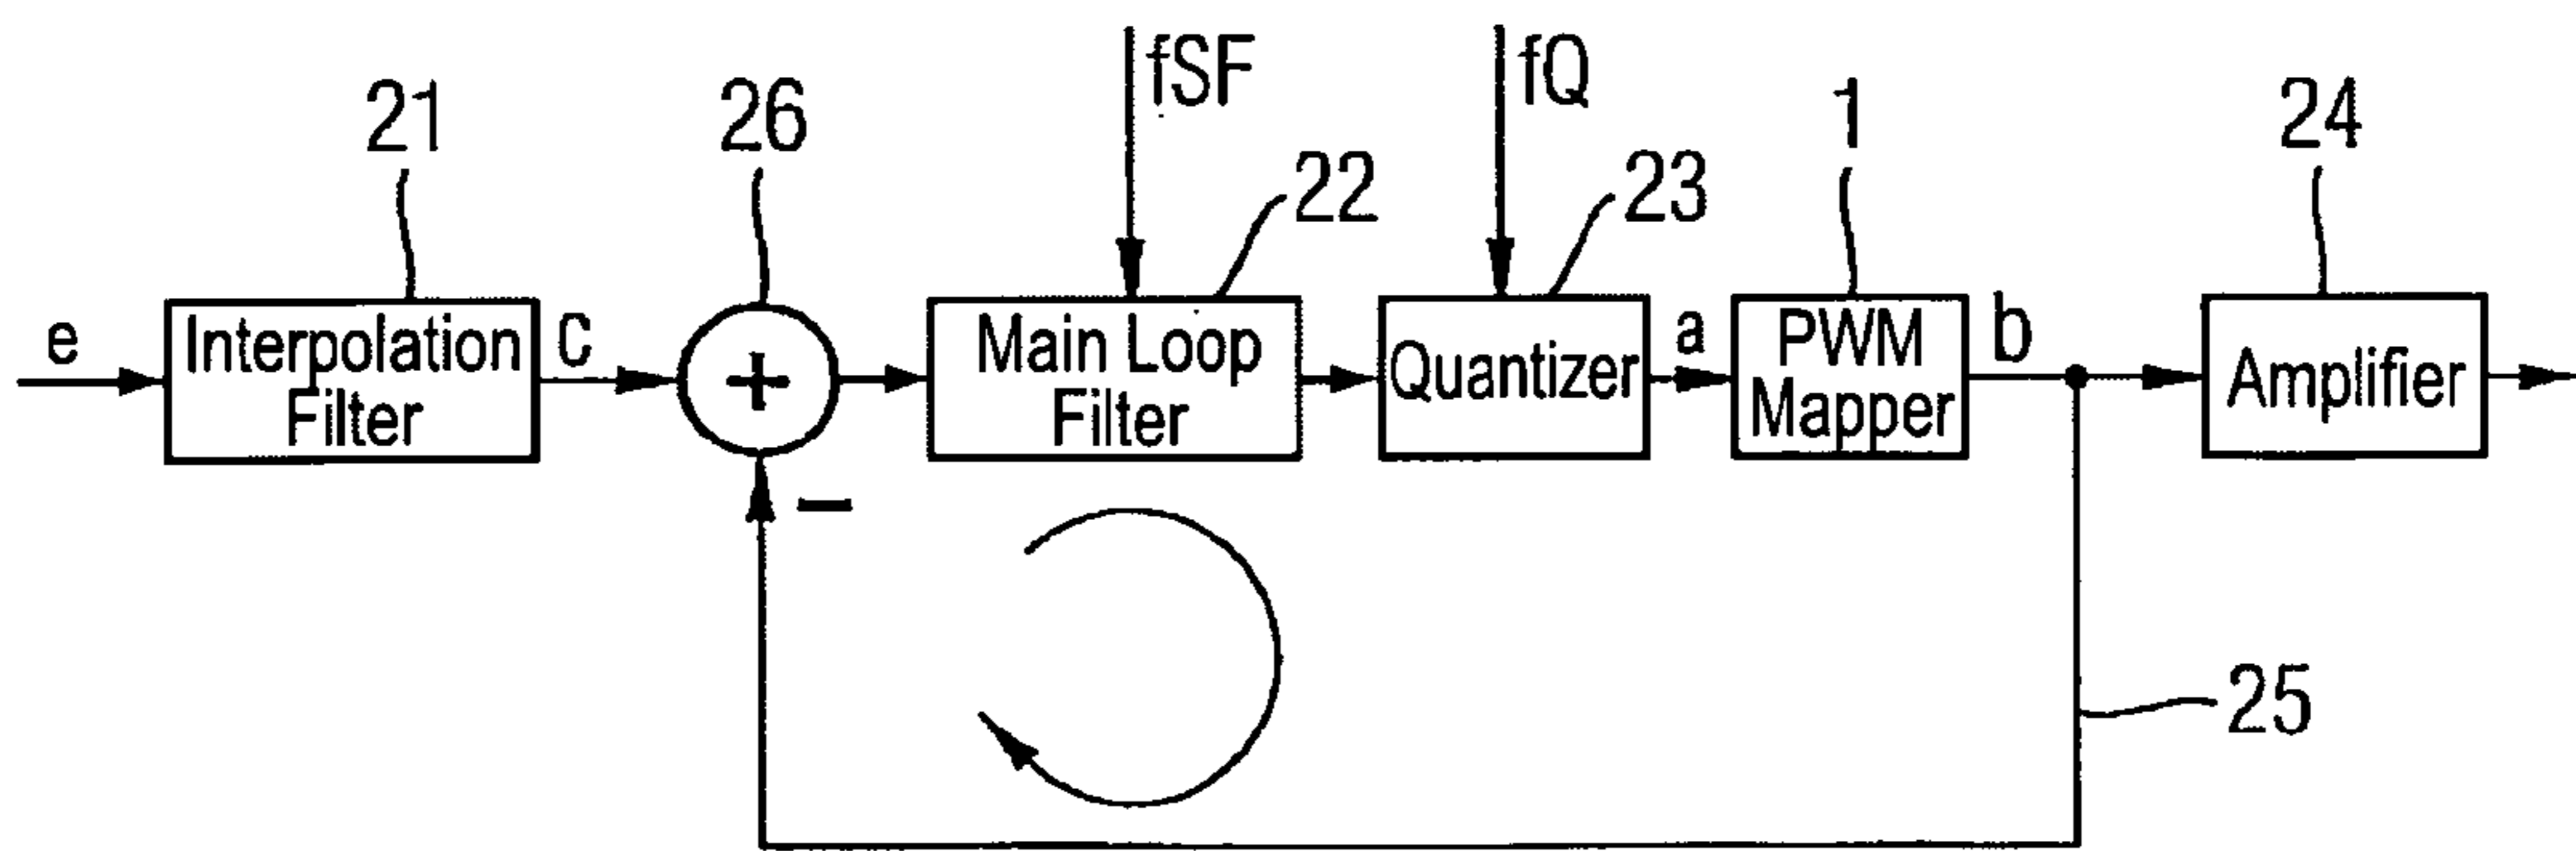 21
26
fSF
fQ
1
24
22
23
e
Interpolation
Filter
c
+
Main Loop
Filter
Quantizer
a
PWM
Mapper
b
Amplifier
−
25